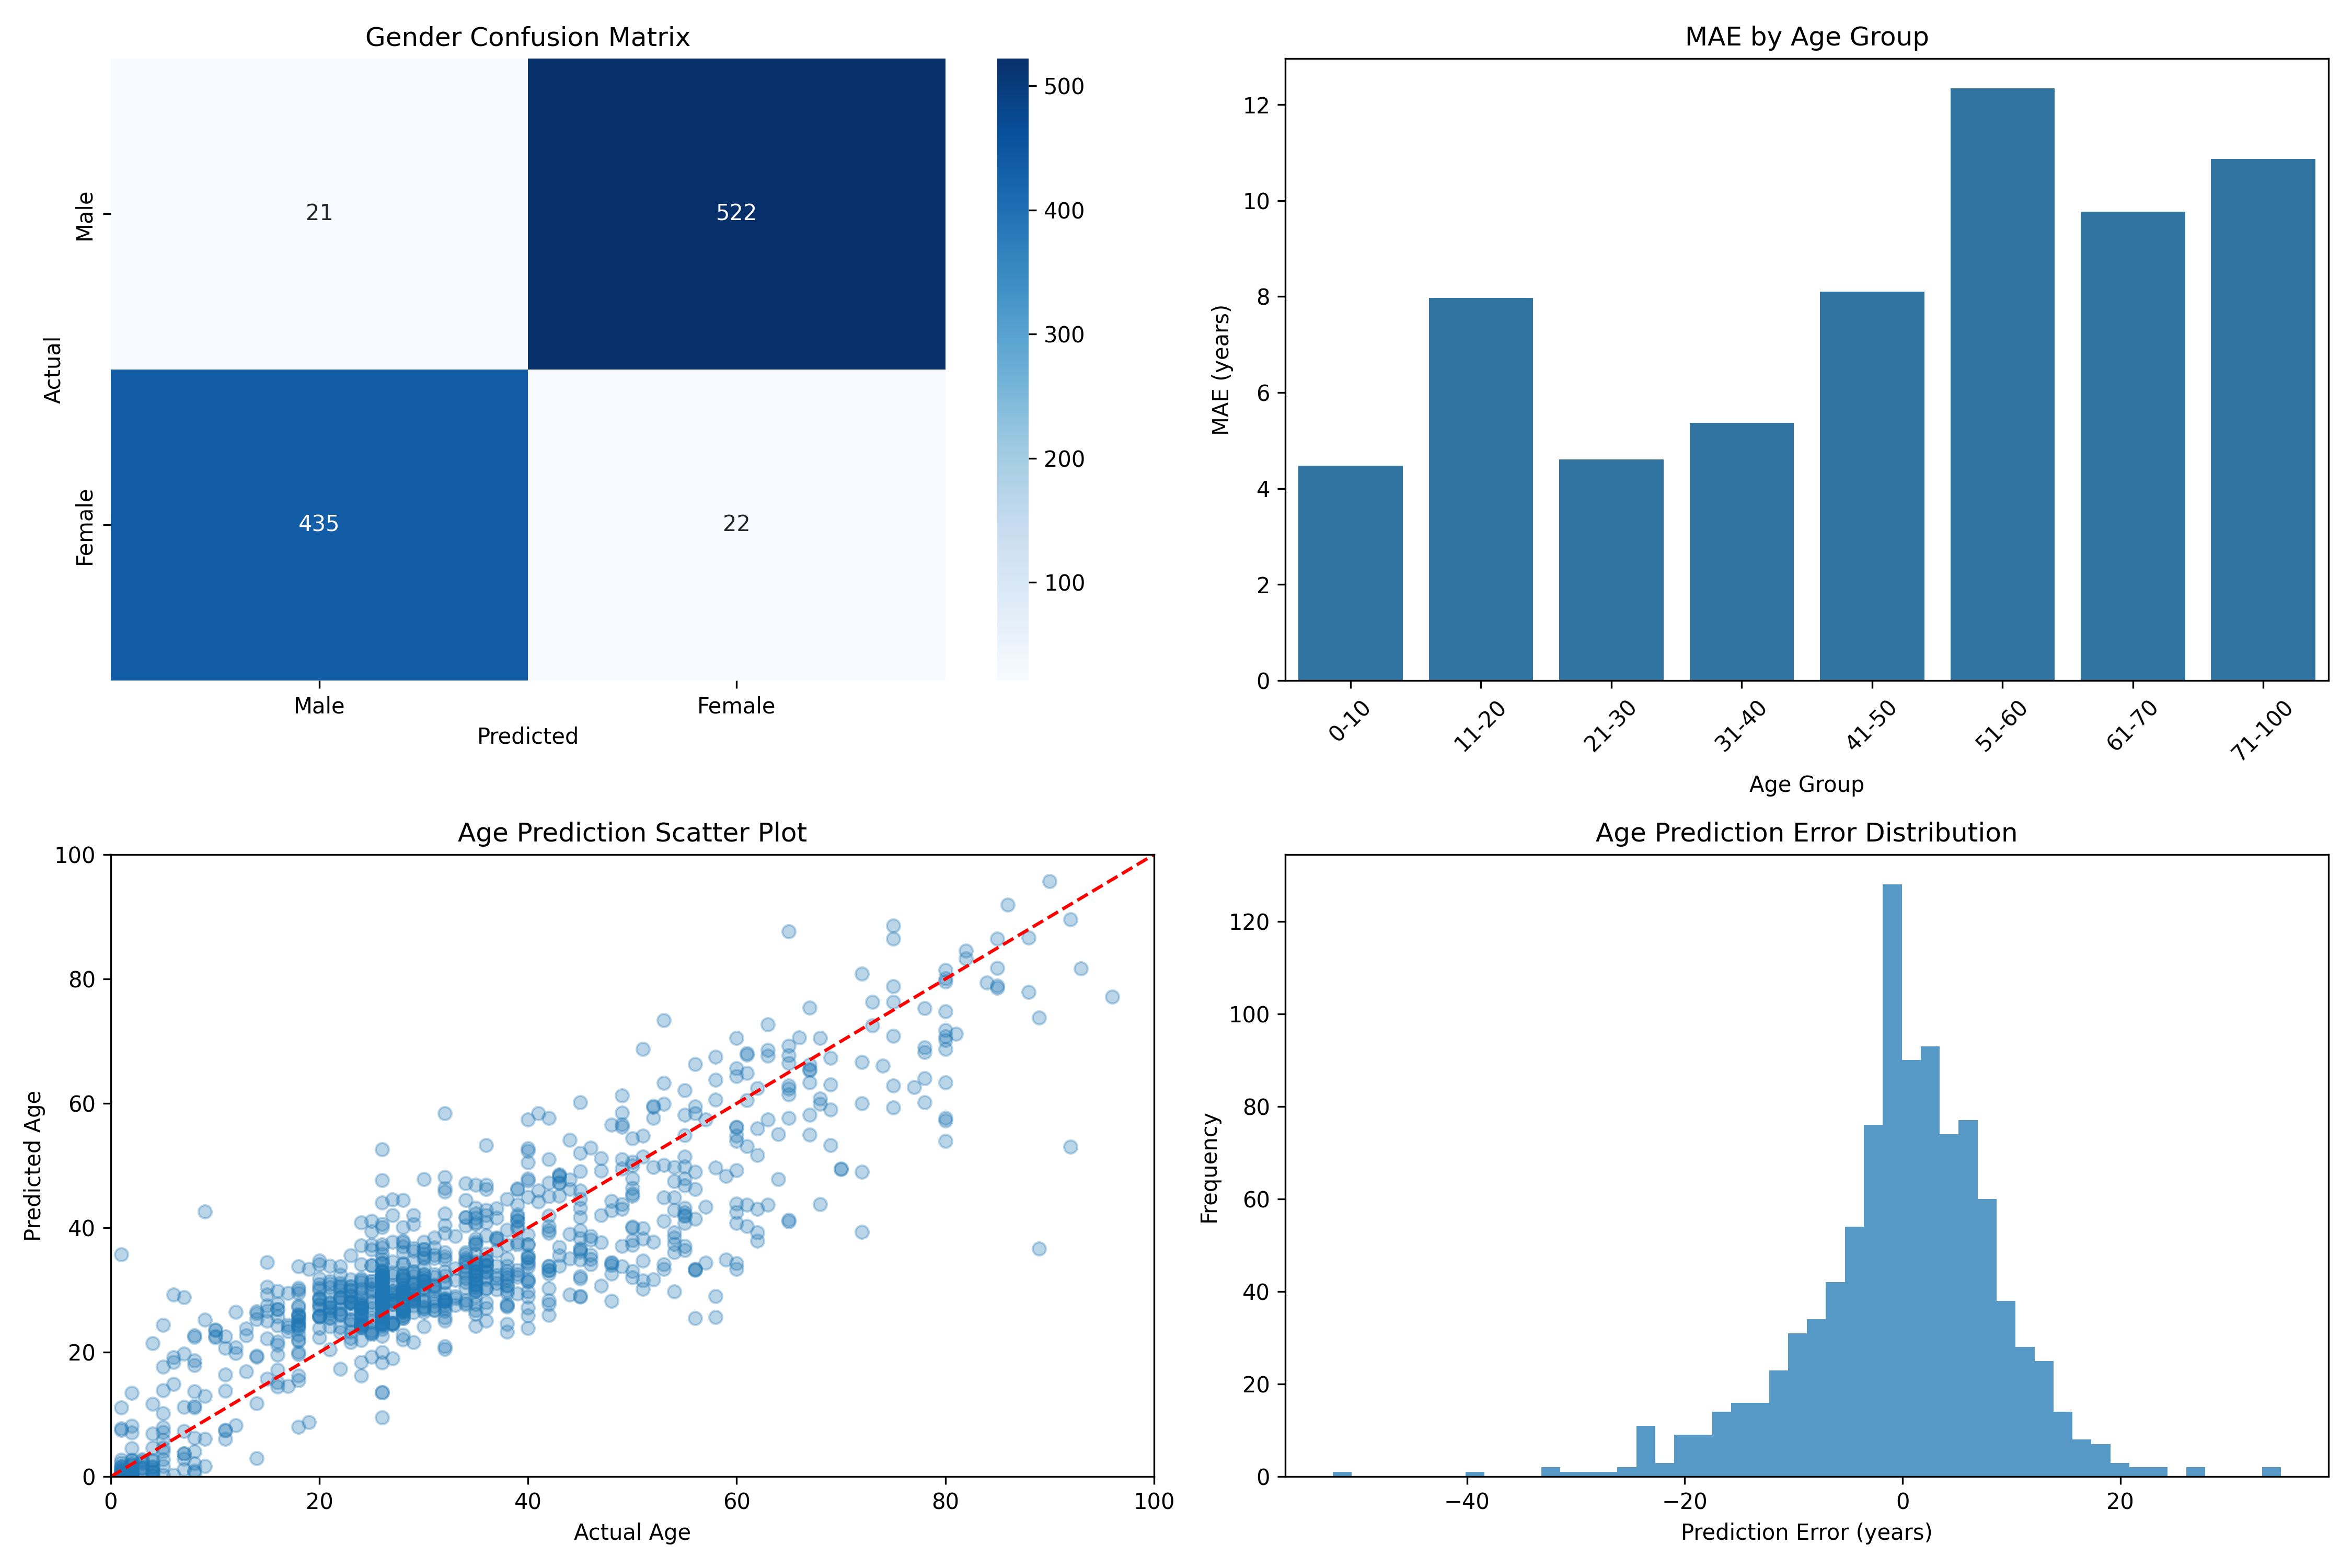 Gender Confusion Matrix
Actual
Male
Female
21
522
435
22
Male
Female
Predicted
500
400
300
200
100
MAE by Age Group
MAE (years)
12
10
8
6
4
2
0
0-10
11-20
21-30
31-40
41-50
51-60
61-70
71-100
Age Group
Age Prediction Scatter Plot
Predicted Age
100
80
60
40
20
0
0
20
40
60
80
100
Actual Age
Age Prediction Error Distribution
Frequency
120
100
80
60
40
20
0
−40
−20
0
20
Prediction Error (years)